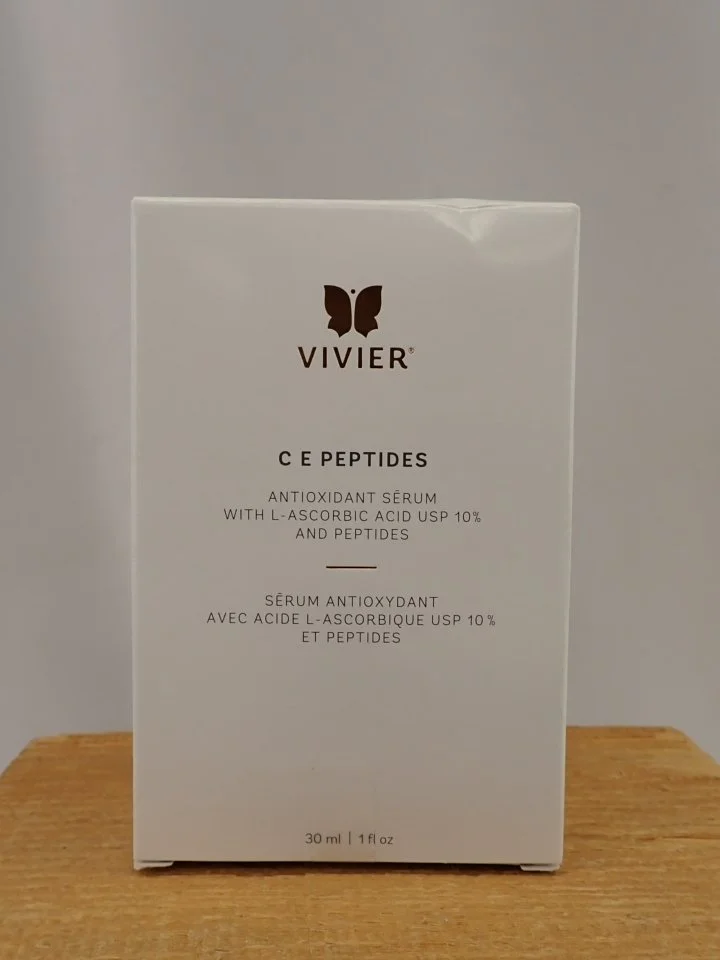 VIVIER®
C E PEPTIDES
ANTIOXIDANT SÉRUM
WITH L-ASCORBIC ACID USP 10%
AND PEPTIDES
SÉRUM ANTIOXYDANT
AVEC ACIDE L-ASCORBIQUE USP 10%
ET PEPTIDES
30 ml | 1 fl oz